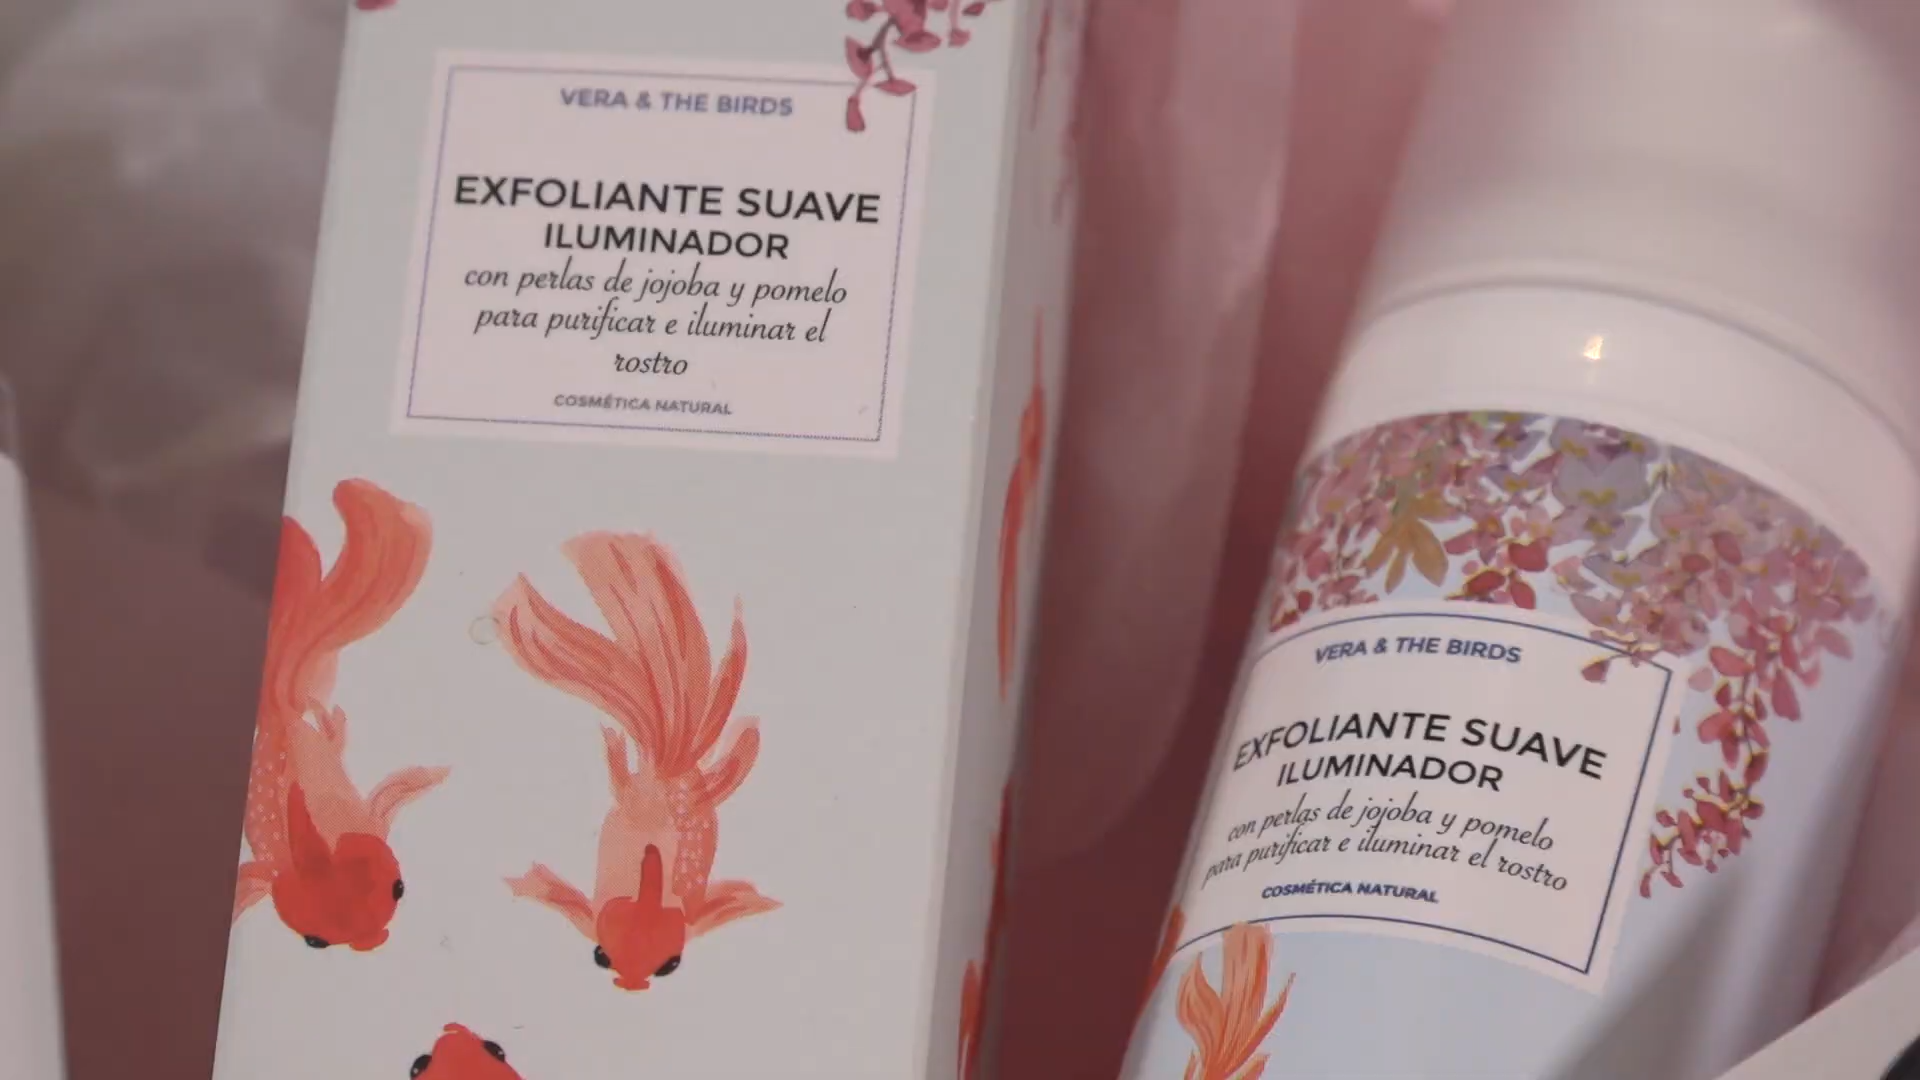 VERA & THE BIRDS
EXFOLIANTE SUAVE
ILUMINADOR
con perlas de jojoba y pomelo
para purificar e iluminar el
rostro
COSMÉTICA NATURAL
VERA & THE BIRDS
EXFOLIANTE SUAVE
ILUMINADOR
con perlas de jojoba y pomelo
para purificar e iluminar el rostro
COSMÉTICA NATURAL